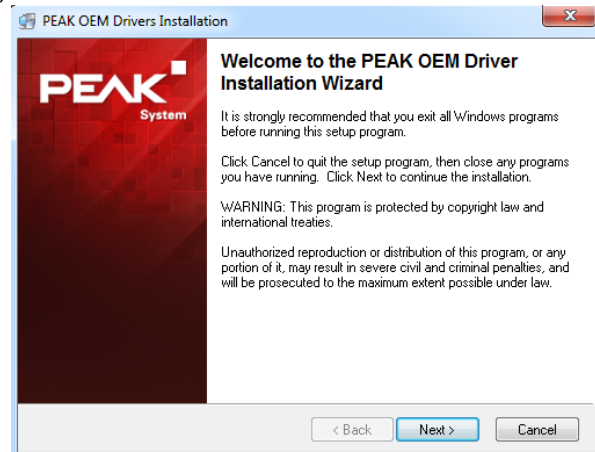 PEAK OEM Drivers Installation
PEAK
System
Welcome to the PEAK OEM Driver
Installation Wizard
It is strongly recommended that you exit all Windows programs
before running this setup program.
Click Cancel to quit the setup program, then close any programs
you have running. Click Next to continue the installation.
WARNING: This program is protected by copyright law and
international treaties.
Unauthorized reproduction or distribution of this program, or any
portion of it, may result in severe civil and criminal penalties, and
will be prosecuted to the maximum extent possible under law.
< Back Next > Cancel